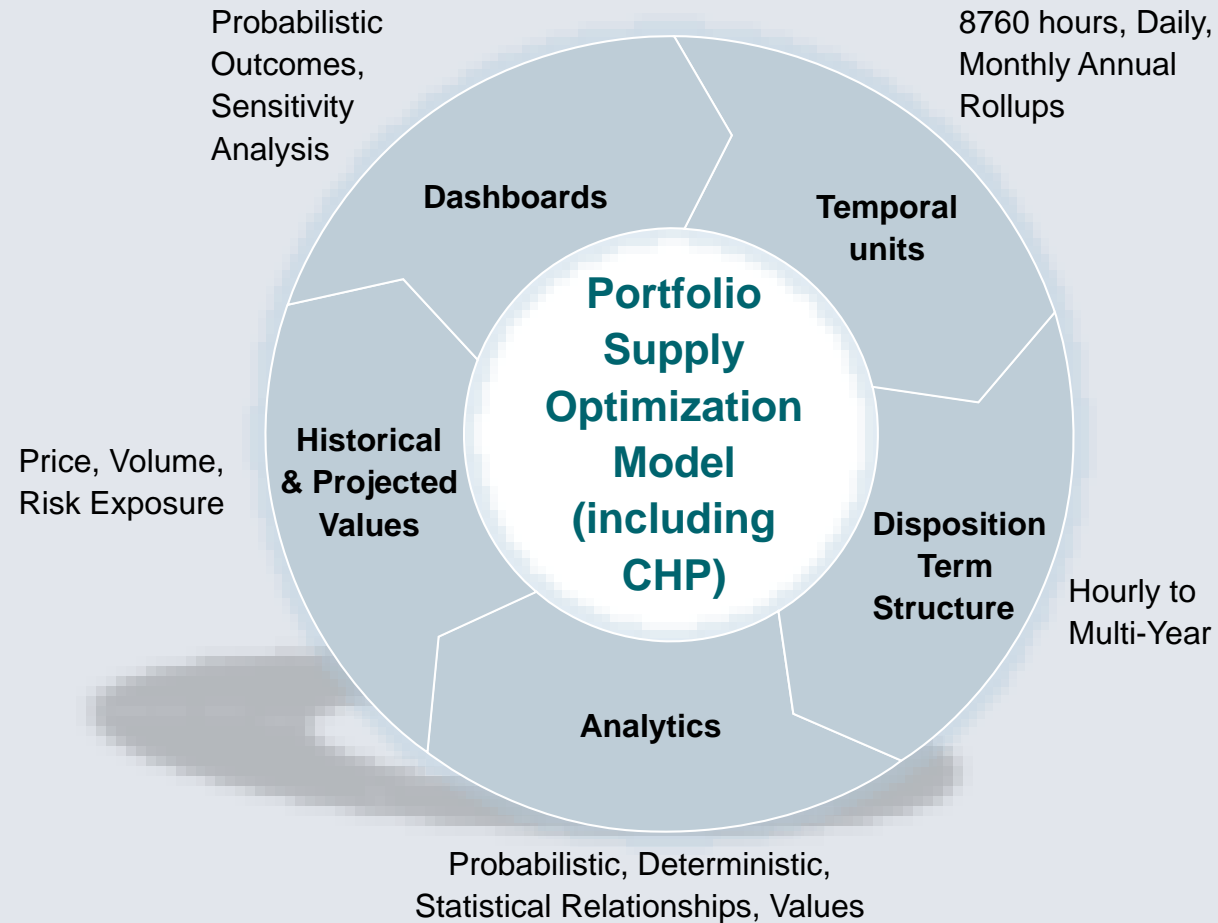 Probabilistic
Outcomes,
Sensitivity
Analysis
8760 hours, Daily,
Monthly Annual
Rollups
Dashboards
Temporal
units
Portfolio
Supply
Optimization
Model
(including
CHP)
Historical
& Projected
Values
Price, Volume,
Risk Exposure
Disposition
Term
Structure
Hourly to
Multi-Year
Analytics
Probabilistic, Deterministic,
Statistical Relationships, Values